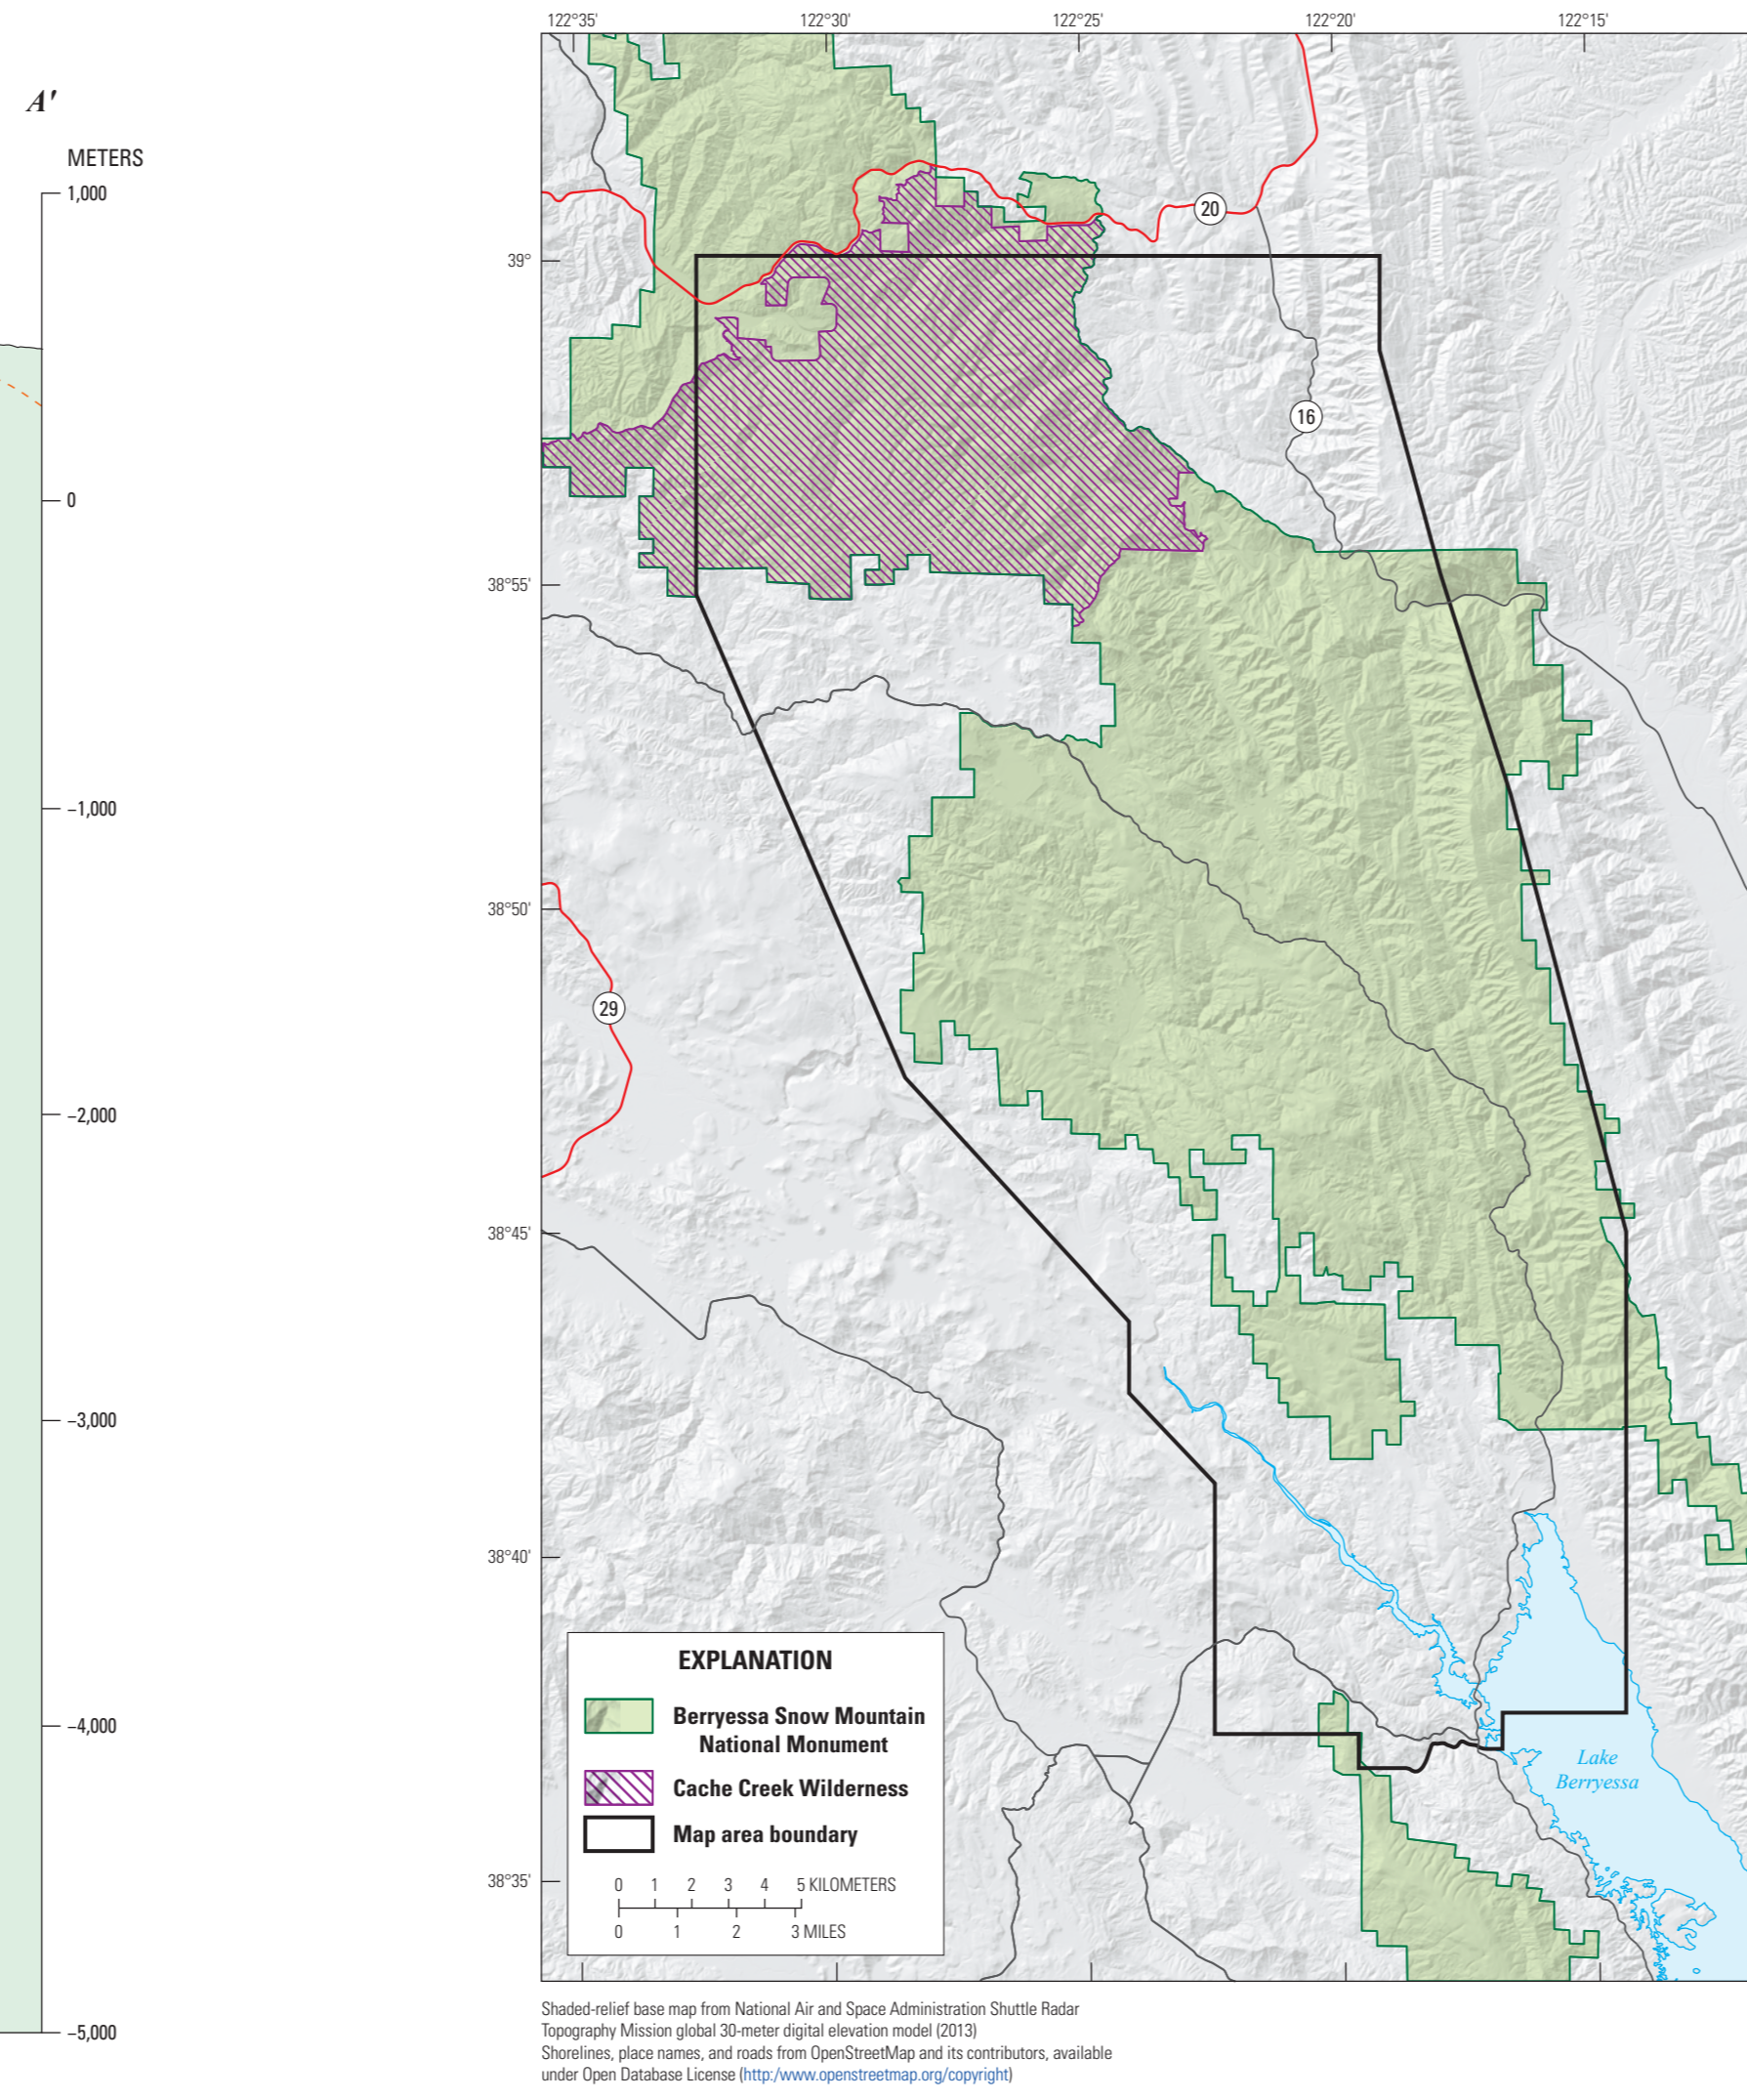 A′
METERS
1,000
0
−1,000
−2,000
−3,000
−4,000
−5,000
122°35′
122°30′
122°25′
122°20′
122°15′
39°
38°55′
38°50′
38°45′
38°40′
38°35′
20
16
29
Lake
Berryessa
EXPLANATION
Berryessa Snow Mountain
National Monument
Cache Creek Wilderness
Map area boundary
0 1 2 3 4 5 KILOMETERS
0 1 2 3 MILES
Shaded-relief base map from National Air and Space Administration Shuttle Radar
Topography Mission global 30-meter digital elevation model (2013)
Shorelines, place names, and roads from OpenStreetMap and its contributors, available
under Open Database License (http:/www.openstreetmap.org/copyright)